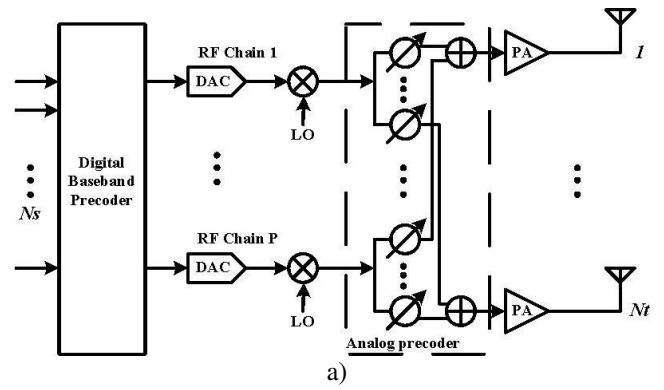 RF Chain 1
DAC
LO
PA
1
Digital
Baseband
Precoder
Ns
RF Chain P
DAC
LO
PA
Nt
Analog precoder
a)